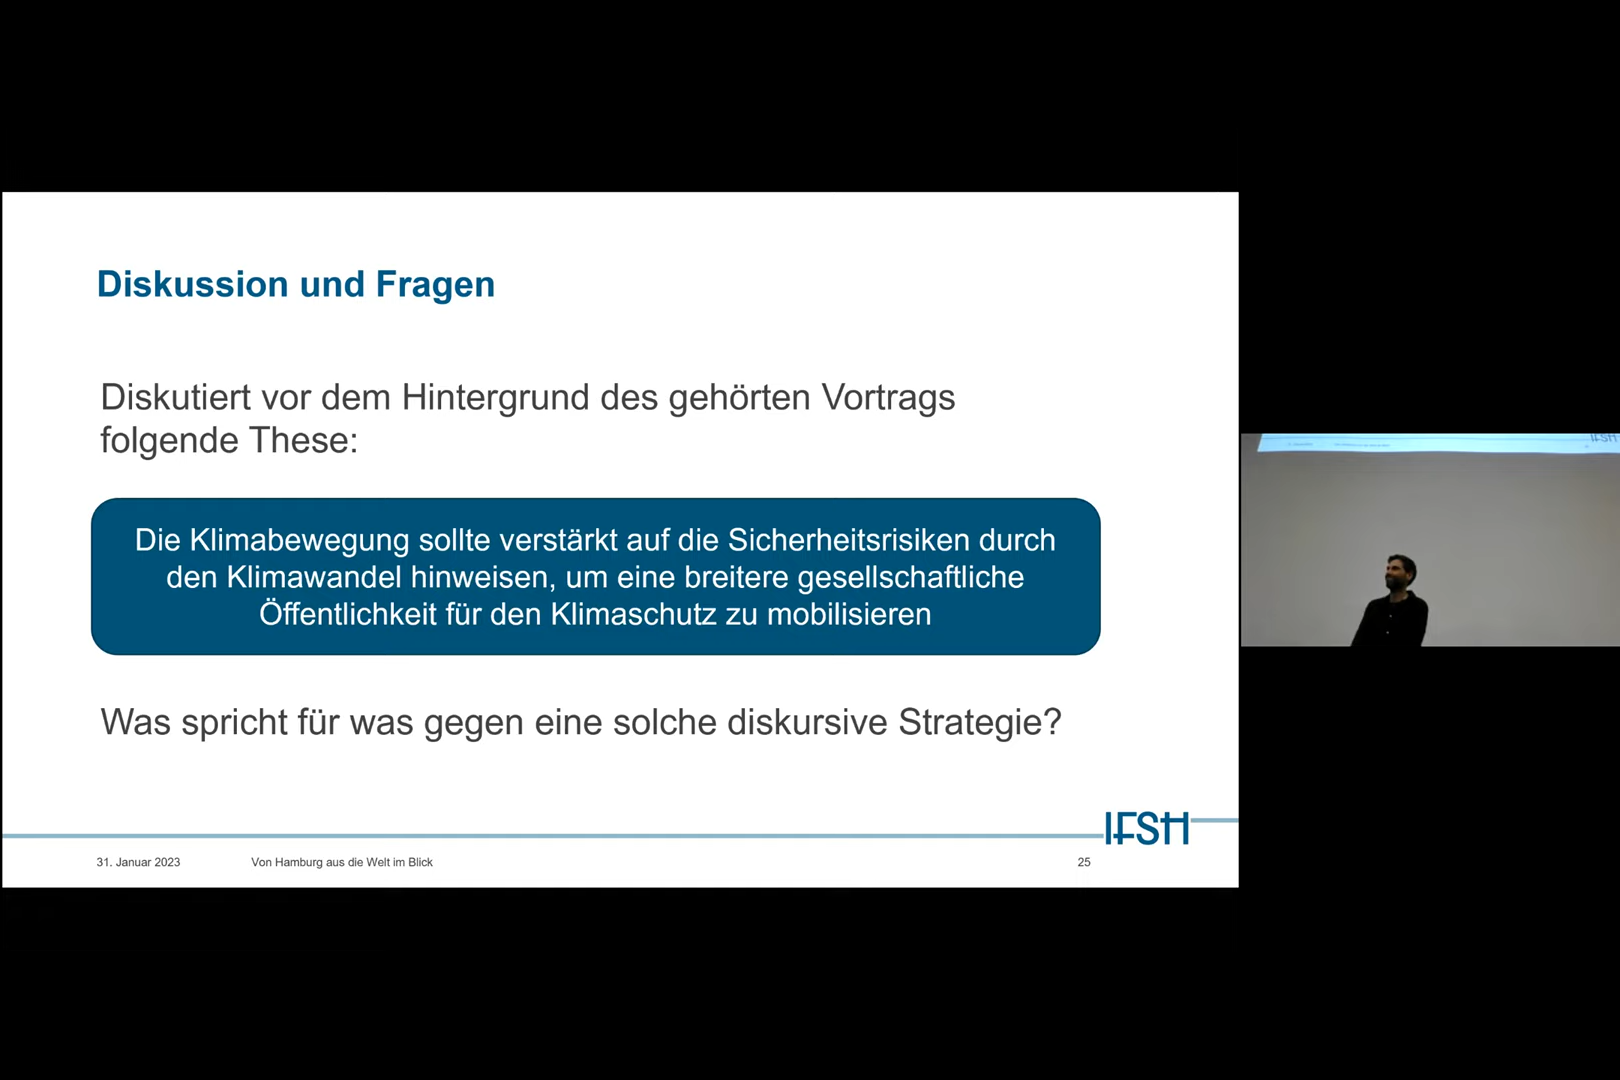 Diskussion und Fragen
Diskutiert vor dem Hintergrund des gehörten Vortrags
folgende These:
Die Klimabewegung sollte verstärkt auf die Sicherheitsrisiken durch
den Klimawandel hinweisen, um eine breitere gesellschaftliche
Öffentlichkeit für den Klimaschutz zu mobilisieren
Was spricht für was gegen eine solche diskursive Strategie?
IFSH
31. Januar 2023
Von Hamburg aus die Welt im Blick
25
IFSH